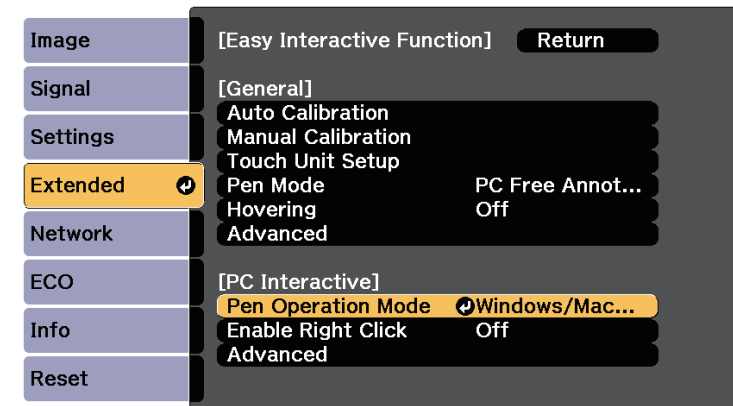 Image
Signal
Settings
Extended
Network
ECO
Info
Reset
[Easy Interactive Function] Return
[General]
Auto Calibration
Manual Calibration
Touch Unit Setup
Pen Mode PC Free Annot...
Hovering Off
Advanced
[PC Interactive]
Pen Operation Mode Windows/Mac...
Enable Right Click Off
Advanced